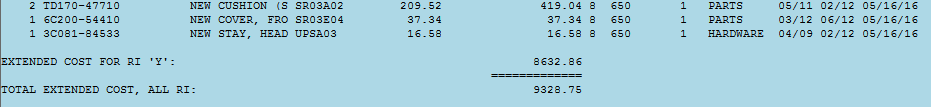 2 TD170-47710 NEW CUSHION (S SR03A02 209.52 419.04 8 650 1 PARTS 05/11 02/12 05/16/16
1 6C200-54410 NEW COVER, FRO SR03E04 37.34 37.34 8 650 1 PARTS 03/12 06/12 05/16/16
1 3C081-84533 NEW STAY, HEAD UPSA03 16.58 16.58 8 650 1 HARDWARE 04/09 02/12 05/16/16
EXTENDED COST FOR RI 'Y': 8632.86
=============
TOTAL EXTENDED COST, ALL RI: 9328.75